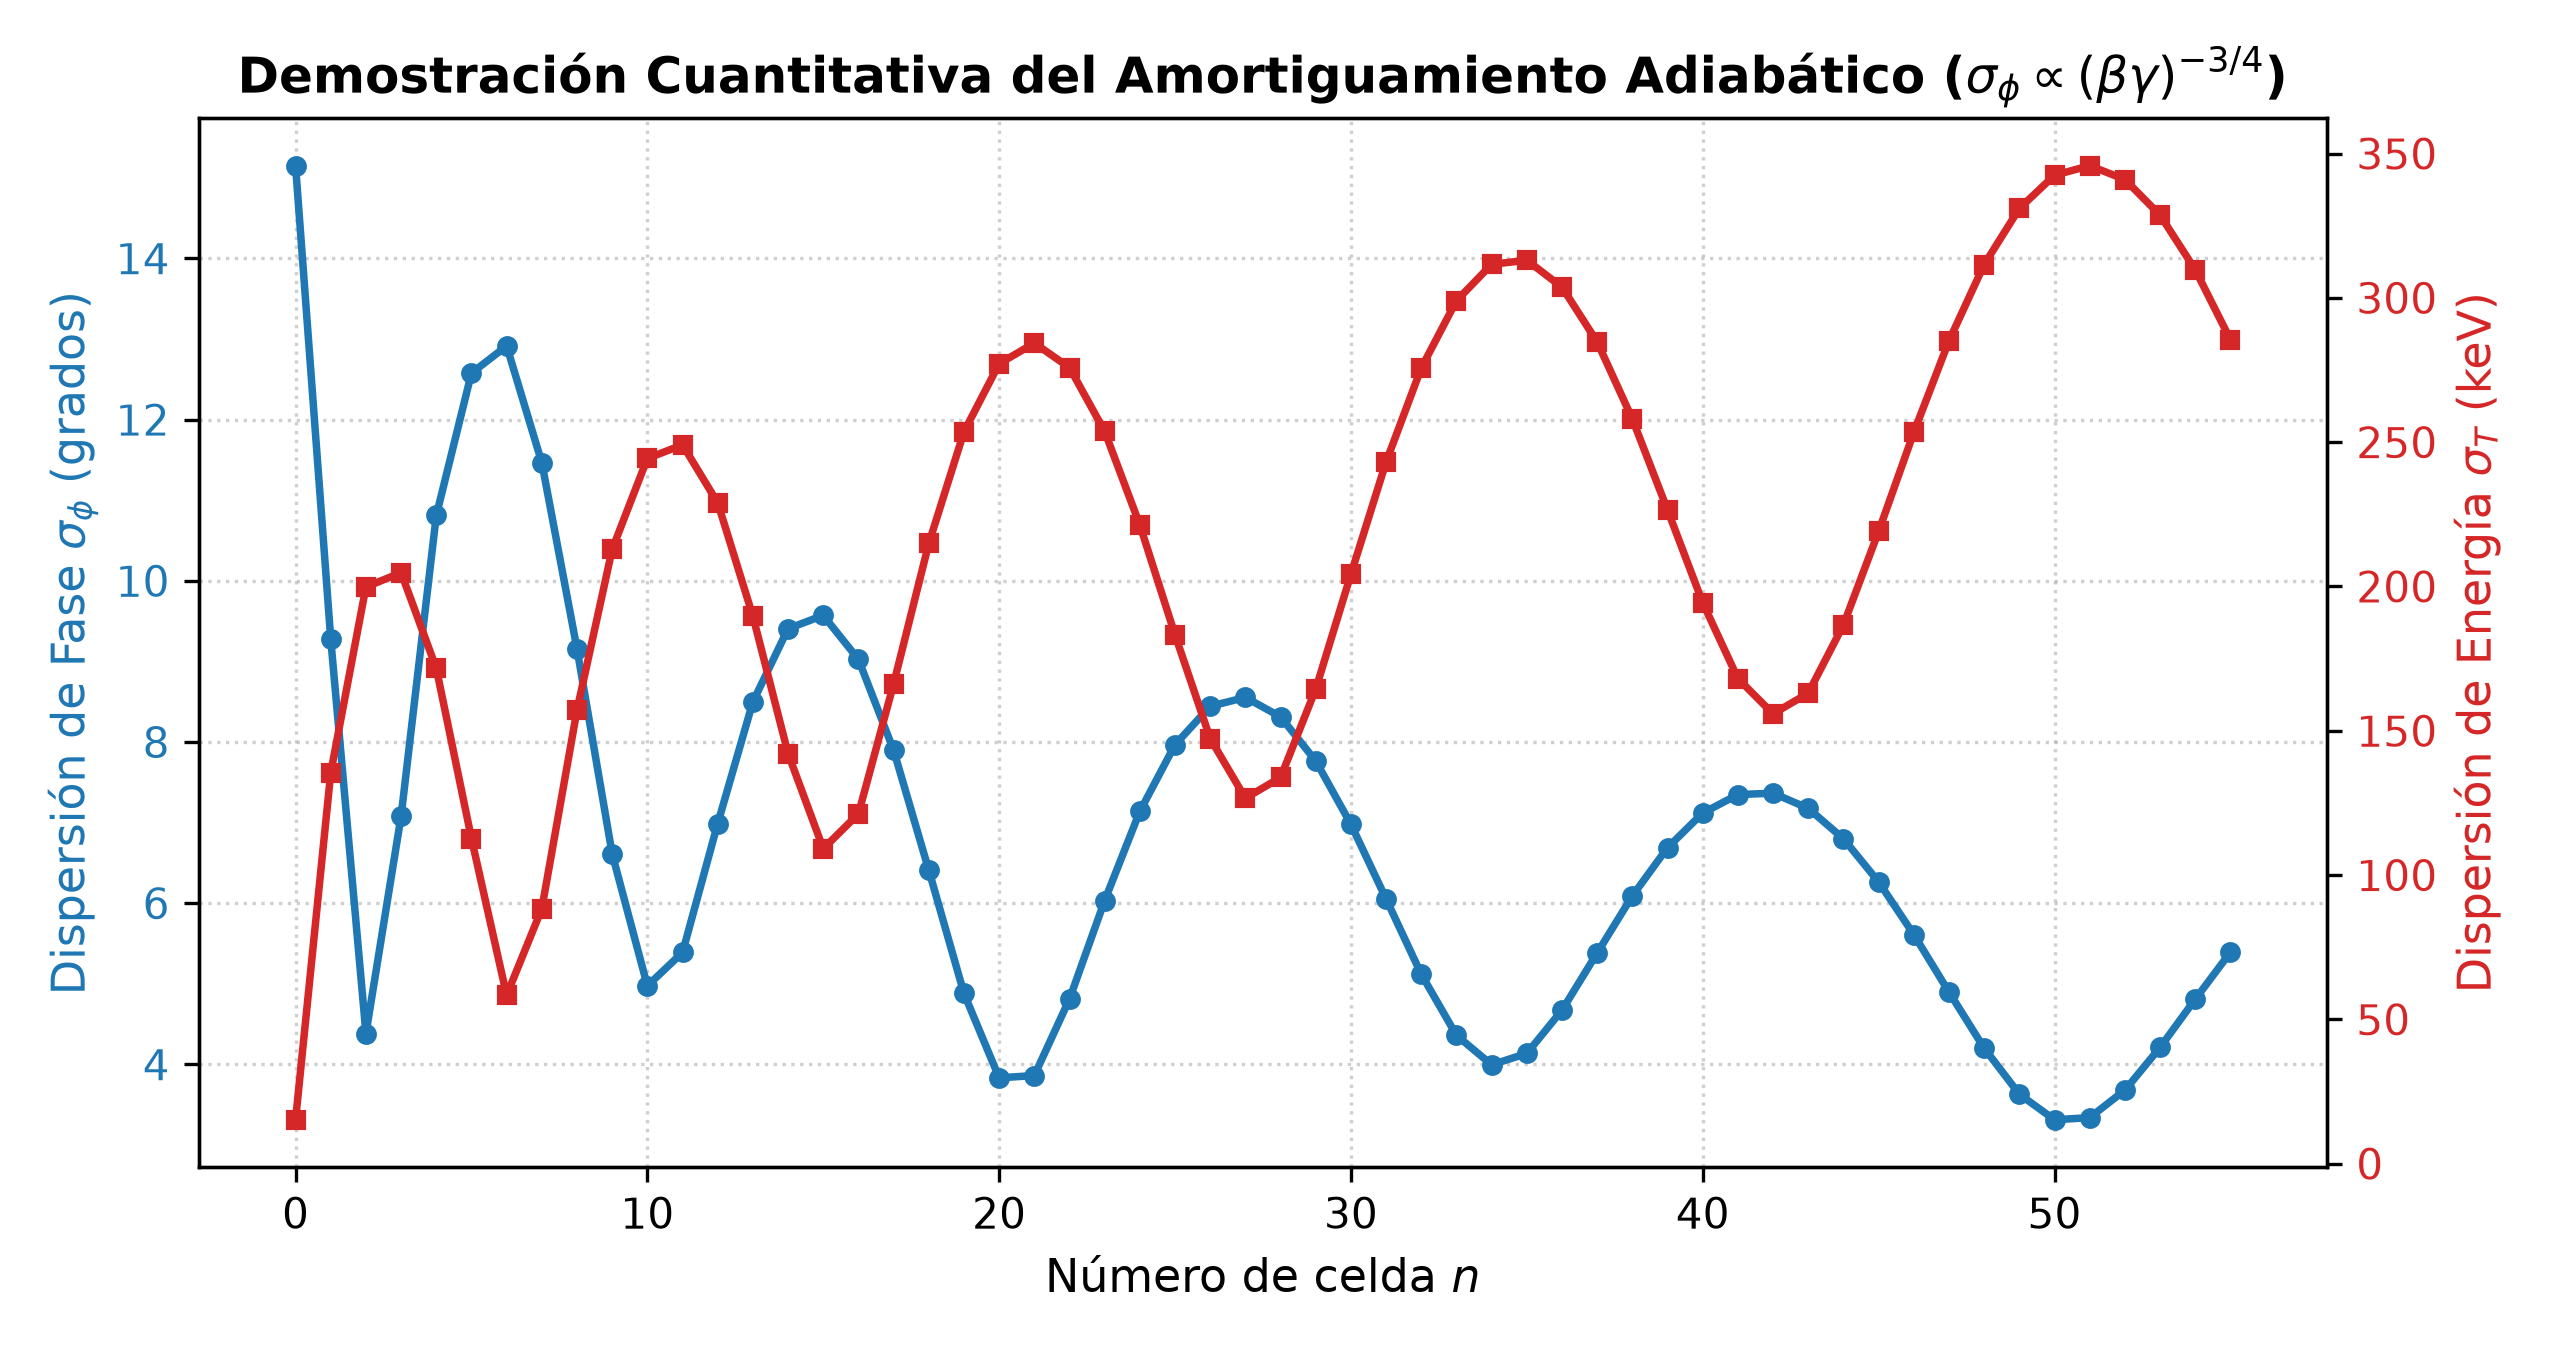 Demostración Cuantitativa del Amortiguamiento Adiabático (σ_ϕ ∝ (βγ)^{−3/4})
Dispersión de Fase σ_ϕ (grados)
14
12
10
8
6
4
350
300
250
200
150
100
50
0
Dispersión de Energía σ_T (keV)
0 10 20 30 40 50
Número de celda n